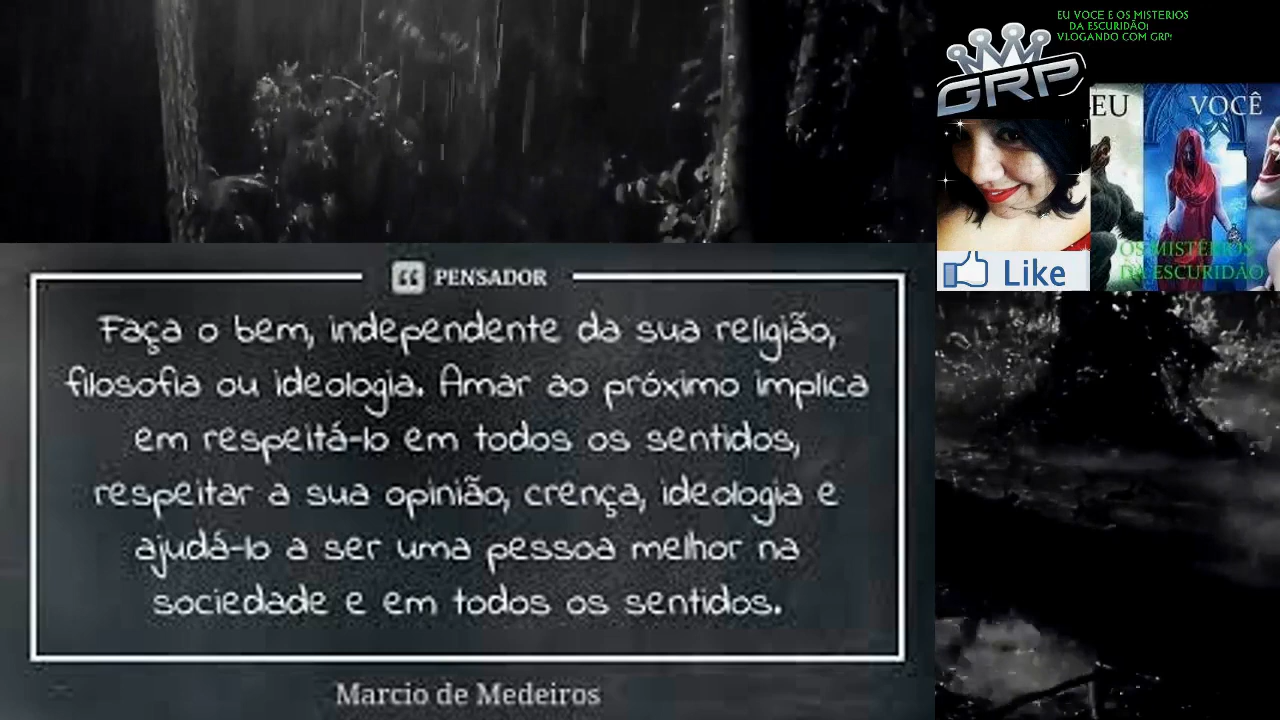 EU VOCE E OS MISTERIOS
DA ESCURIDÃO!
VLOGANDO COM GRP!
GRP
EU VOCÊ
OS MISTÉRIOS
DA ESCURIDÃO
Like
PENSADOR
Faça o bem, independente da sua religião,
filosofia ou ideologia. Amar ao próximo implica
em respeitá-lo em todos os sentidos,
respeitar a sua opinião, crença, ideologia e
ajudá-lo a ser uma pessoa melhor na
sociedade e em todos os sentidos.
Marcio de Medeiros